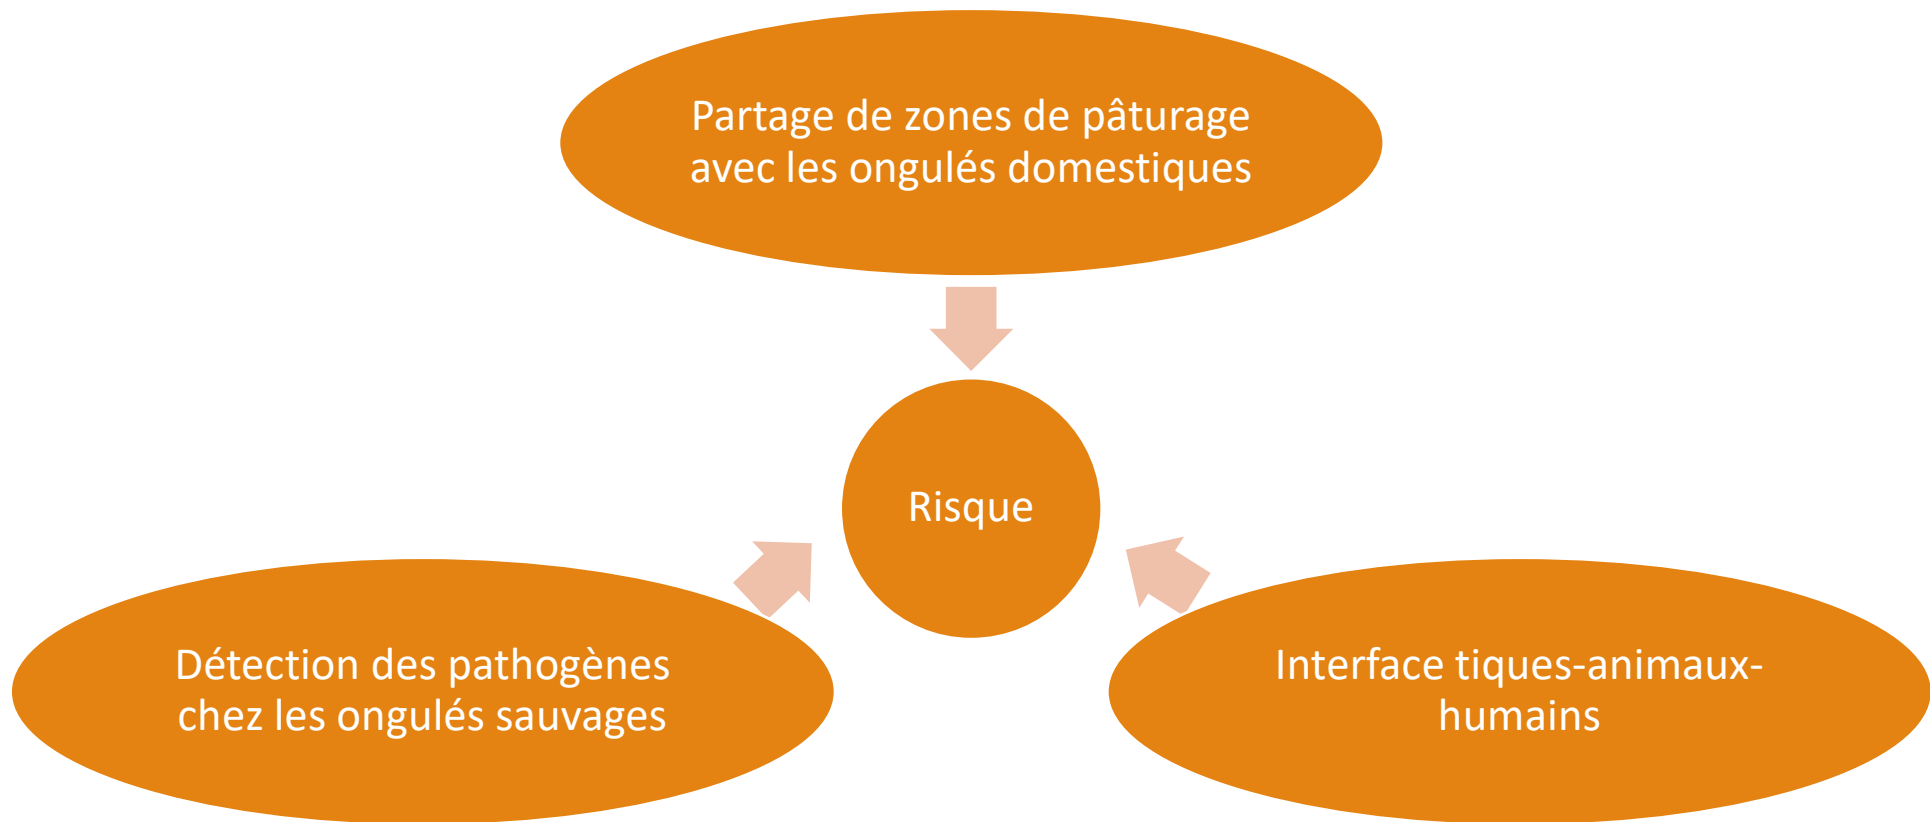 Partage de zones de pâturage
avec les ongulés domestiques
Risque
Détection des pathogènes
chez les ongulés sauvages
Interface tiques-animaux-
humains